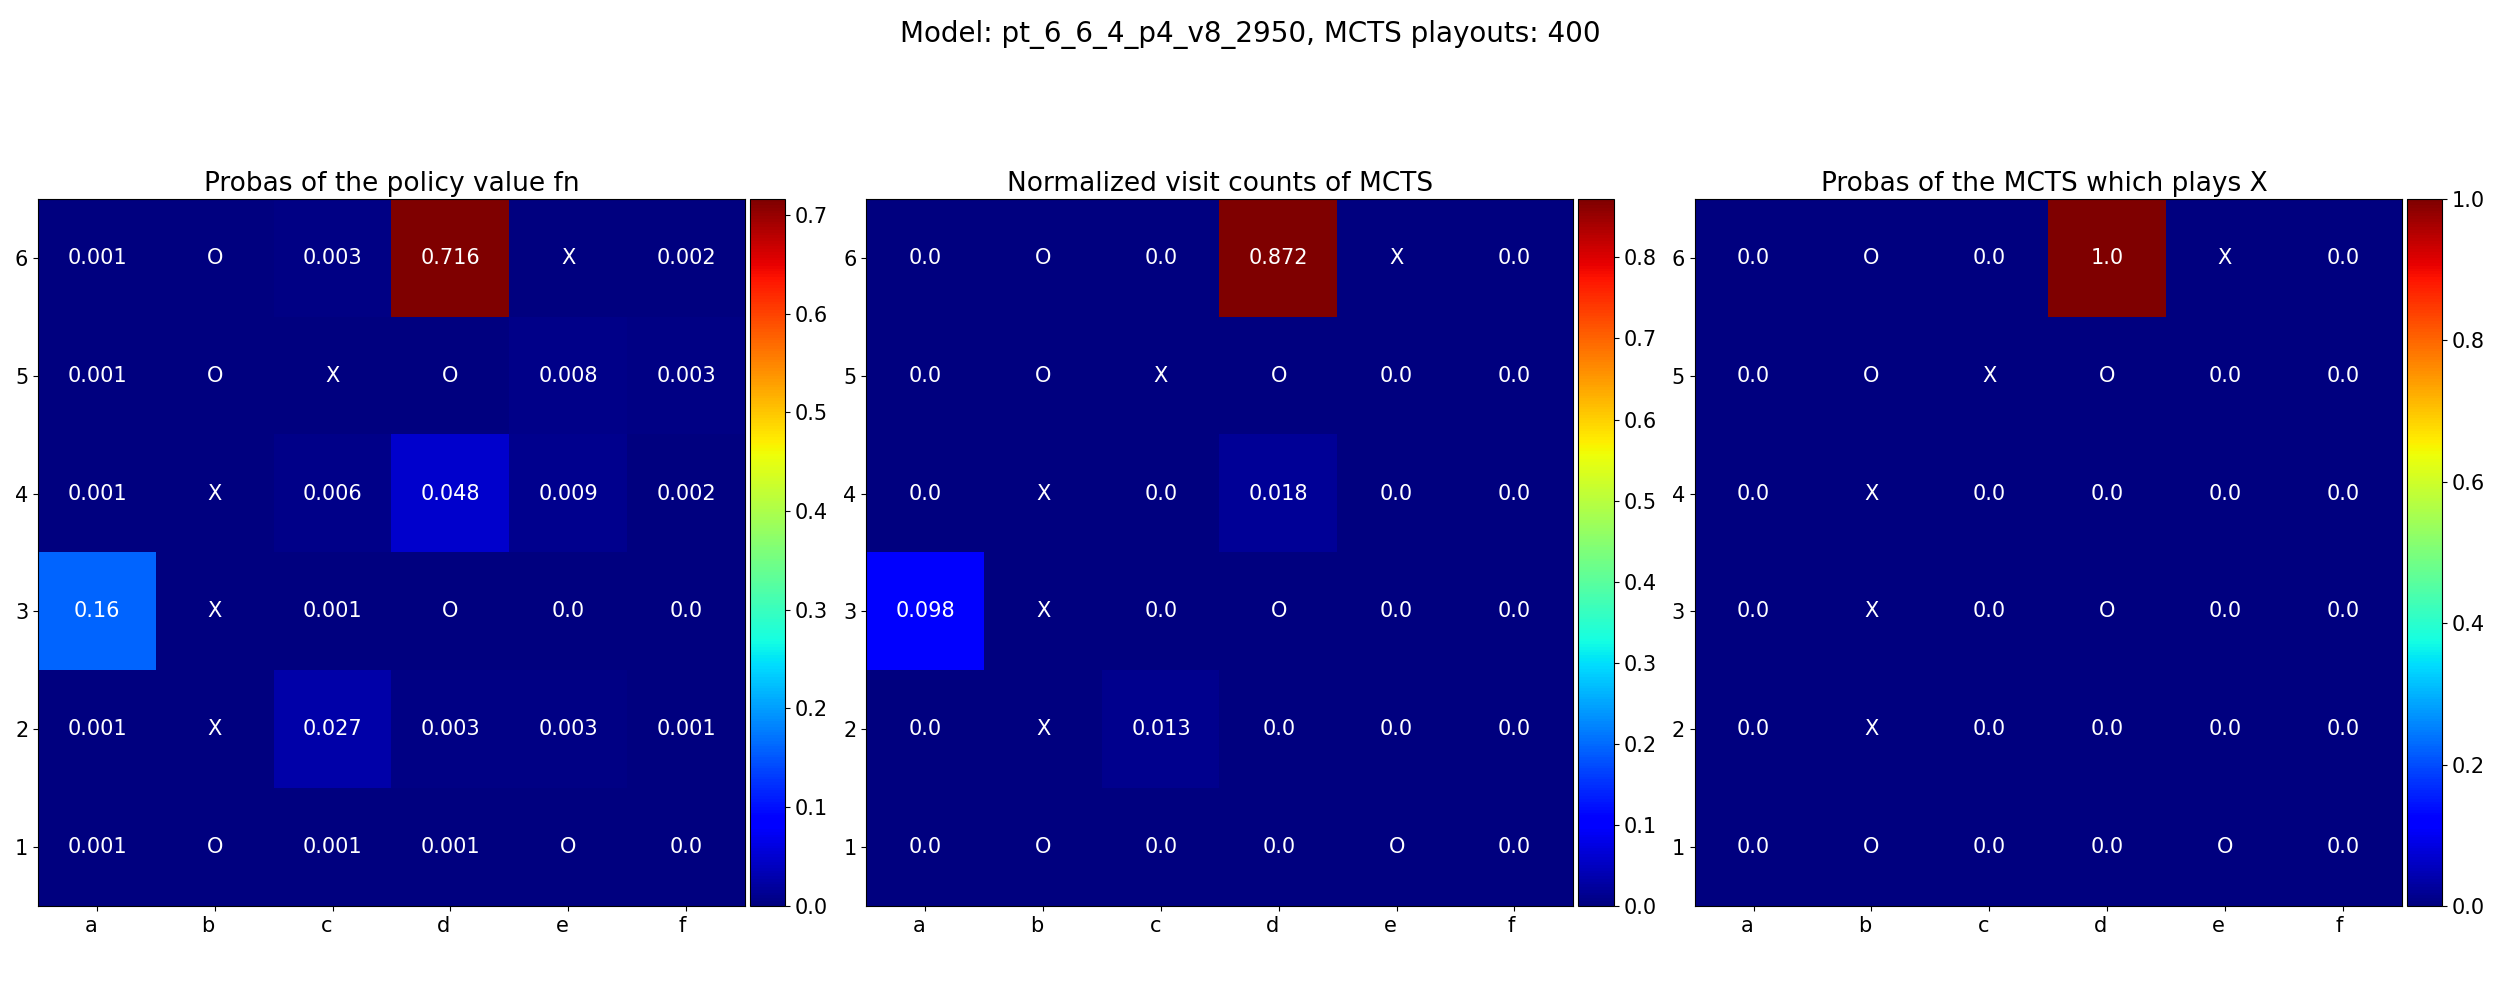 Model: pt_6_6_4_p4_v8_2950, MCTS playouts: 400
Probas of the policy value fn
6 0.001 O 0.003 0.716 X 0.002
5 0.001 O X O 0.008 0.003
4 0.001 X 0.006 0.048 0.009 0.002
3 0.16 X 0.001 O 0.0 0.0
2 0.001 X 0.027 0.003 0.003 0.001
1 0.001 O 0.001 0.001 O 0.0
a b c d e f
0.7
0.6
0.5
0.4
0.3
0.2
0.1
0.0
Normalized visit counts of MCTS
6 0.0 O 0.0 0.872 X 0.0
5 0.0 O X O 0.0 0.0
4 0.0 X 0.0 0.018 0.0 0.0
3 0.098 X 0.0 O 0.0 0.0
2 0.0 X 0.013 0.0 0.0 0.0
1 0.0 O 0.0 0.0 O 0.0
a b c d e f
0.8
0.7
0.6
0.5
0.4
0.3
0.2
0.1
0.0
Probas of the MCTS which plays X
6 0.0 O 0.0 1.0 X 0.0
5 0.0 O X O 0.0 0.0
4 0.0 X 0.0 0.0 0.0 0.0
3 0.0 X 0.0 O 0.0 0.0
2 0.0 X 0.0 0.0 0.0 0.0
1 0.0 O 0.0 0.0 O 0.0
a b c d e f
1.0
0.8
0.6
0.4
0.2
0.0